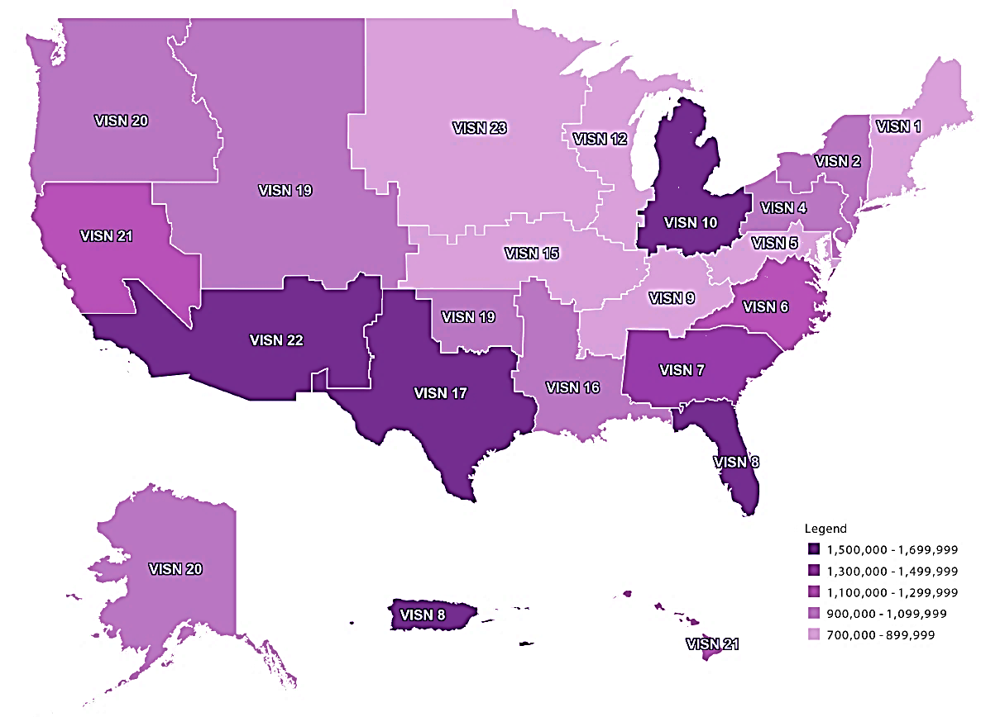 VISN 20
VISN 23
VISN 12
VISN 1
VISN 2
VISN 19
VISN 4
VISN 10
VISN 21
VISN 5
VISN 15
VISN 9
VISN 6
VISN 19
VISN 22
VISN 7
VISN 16
VISN 17
VISN 8
Legend
1,500,000 - 1,699,999
1,300,000 - 1,499,999
1,100,000 - 1,299,999
900,000 - 1,099,999
700,000 - 899,999
VISN 20
VISN 8
VISN 21